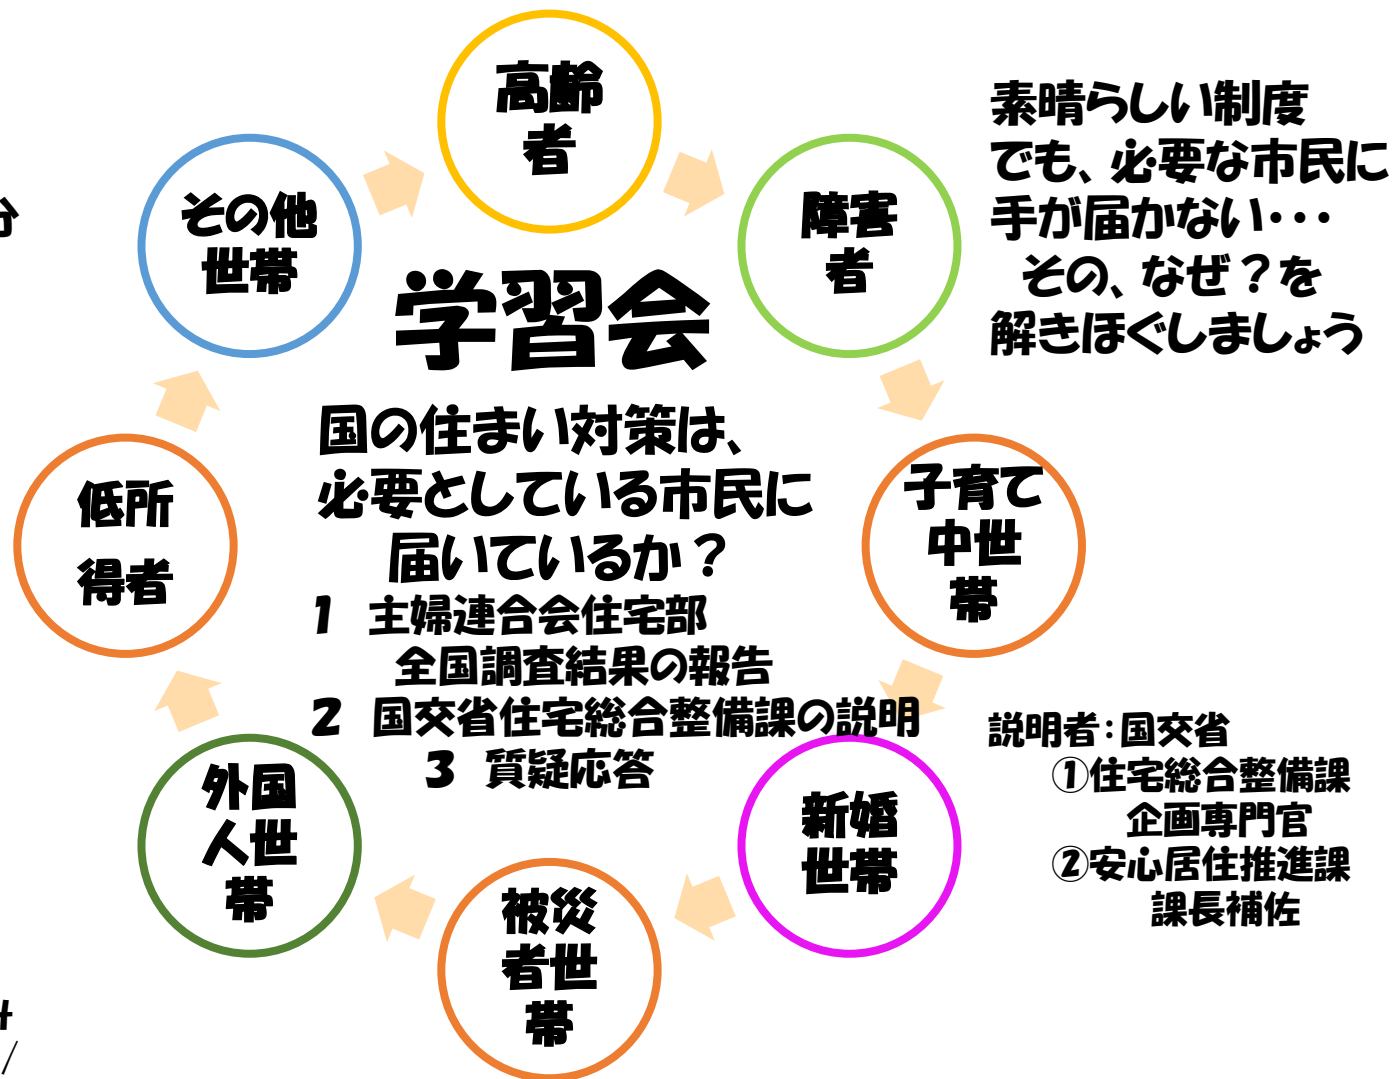 高齢
者
障害
者
子育て
中世
帯
新婚
世帯
被災
者世
帯
外国
人世
帯
低所
得者
その他
世帯
学習会
国の住まい対策は、
必要としている市民に
届いているか？
1 主婦連合会住宅部
全国調査結果の報告
2 国交省住宅総合整備課の説明
3 質疑応答
素晴らしい制度
でも、必要な市民に
手が届かない・・・
その、なぜ？を
解きほぐしましょう
説明者：国交省
①住宅総合整備課
企画専門官
②安心居住推進課
課長補佐